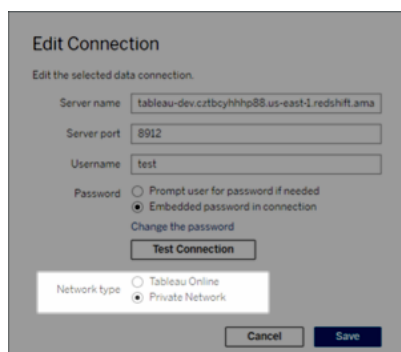 Edit Connection
Edit the selected data connection.
Server name tableau-dev.cztbcyhhhp88.us-east-1.redshift.ama
Server port 8912
Username test
Password Prompt user for password if needed
Embedded password in connection
Change the password
Test Connection
Network type Tableau Online
Private Network
Cancel Save